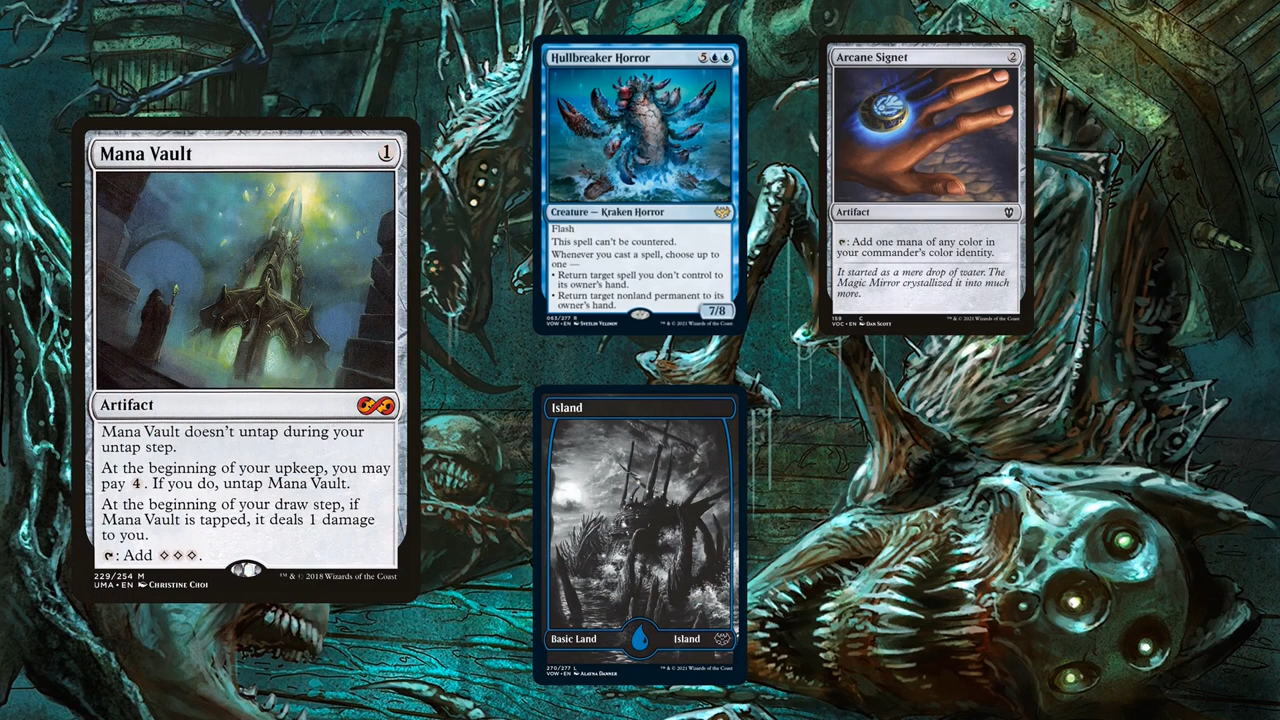 Mana Vault 1
Artifact
Mana Vault doesn't untap during your
untap step.
At the beginning of your upkeep, you may
pay 4. If you do, untap Mana Vault.
At the beginning of your draw step, if
Mana Vault is tapped, it deals 1 damage
to you.
: Add .
229/254 M
UMA • EN Christine Choi
™ & © 2018 Wizards of the Coast
Hullbreaker Horror 5
Creature — Kraken Horror
Flash
This spell can't be countered.
Whenever you cast a spell, choose up to
one —
• Return target spell you don't control to
its owner's hand.
• Return target nonland permanent to its
owner's hand.
7/8
063/277 R
VOW • EN Svetlin Velinov
™ & © 2021 Wizards of the Coast
Arcane Signet 2
Artifact
: Add one mana of any color in
your commander's color identity.
It started as a mere drop of water. The
Magic Mirror crystallized it into much
more.
159 C
VOC • EN Dan Scott
™ & © 2021 Wizards of the Coast
Island
Basic Land Island
270/277 L
VOW • EN Alayna Danner
™ & © 2021 Wizards of the Coast